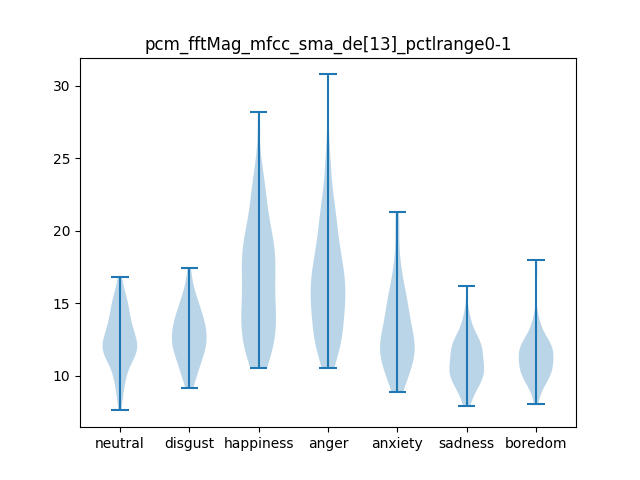 pcm_fftMag_mfcc_sma_de[13]_pctlrange0-1
30
25
20
15
10
neutral disgust happiness anger anxiety sadness boredom